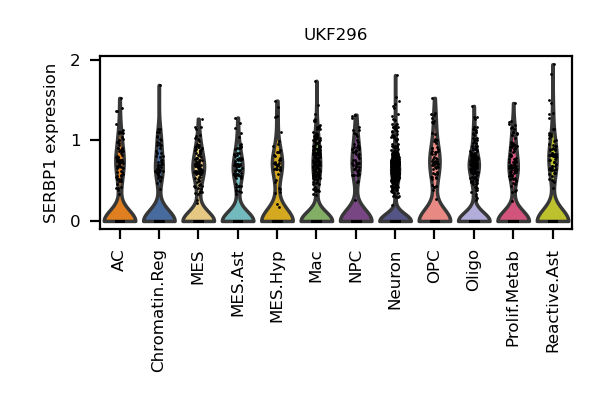 UKF296
SERBP1 expression
2
1
0
AC
Chromatin.Reg
MES
MES.Ast
MES.Hyp
Mac
NPC
Neuron
OPC
Oligo
Prolif.Metab
Reactive.Ast